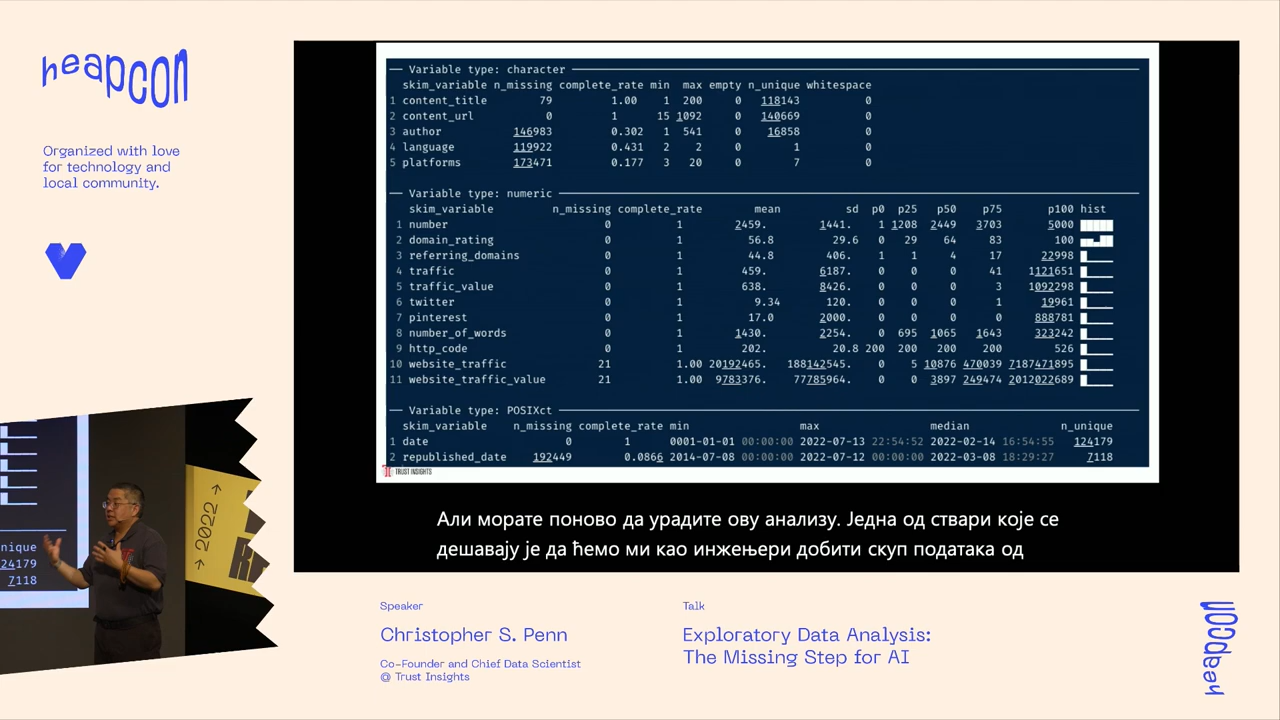 heapcon
Organized with love
for technology and
local community.
── Variable type: character ──
skim_variable n_missing complete_rate min max empty n_unique whitespace
1 content_title 79 1.00 1 200 0 118143 0
2 content_url 0 1 15 1092 0 140669 0
3 author 146983 0.302 1 541 0 16858 0
4 language 119922 0.431 2 2 0 1 0
5 platforms 173471 0.177 3 20 0 7 0
── Variable type: numeric ──
skim_variable n_missing complete_rate mean sd p0 p25 p50 p75 p100 hist
1 number 0 1 2459. 1441. 1 1208 2449 3703 5000
2 domain_rating 0 1 56.8 29.6 0 29 64 83 100
3 referring_domains 0 1 44.8 406. 1 1 4 17 22998
4 traffic 0 1 459. 6187. 0 0 0 41 1121651
5 traffic_value 0 1 638. 8426. 0 0 0 3 1092298
6 twitter 0 1 9.34 120. 0 0 0 1 19961
7 pinterest 0 1 17.0 2000. 0 0 0 0 888781
8 number_of_words 0 1 1430. 2254. 0 695 1065 1643 323242
9 http_code 0 1 202. 20.8 200 200 200 200 526
10 website_traffic 21 1.00 20192465. 188142545. 0 5 10876 470039 7187471895
11 website_traffic_value 21 1.00 9783376. 77785964. 0 0 3897 249474 2012022689
── Variable type: POSIXct ──
skim_variable n_missing complete_rate min max median n_unique
1 date 0 1 0001-01-01 00:00:00 2022-07-13 22:54:52 2022-02-14 16:54:55 124179
2 republished_date 192449 0.0866 2014-07-08 00:00:00 2022-07-12 00:00:00 2022-03-08 18:29:27 7118
TRUST INSIGHTS
Али морате поново да урадите ову анализу. Једна од ствари које се
дешавају је да ћемо ми као инжењери добити скуп података од
nique
24179
7118
→ 2022 →
Speaker
Christopher S. Penn
Co-Founder and Chief Data Scientist
@ Trust Insights
Talk
Exploratory Data Analysis:
The Missing Step for AI
heapcon